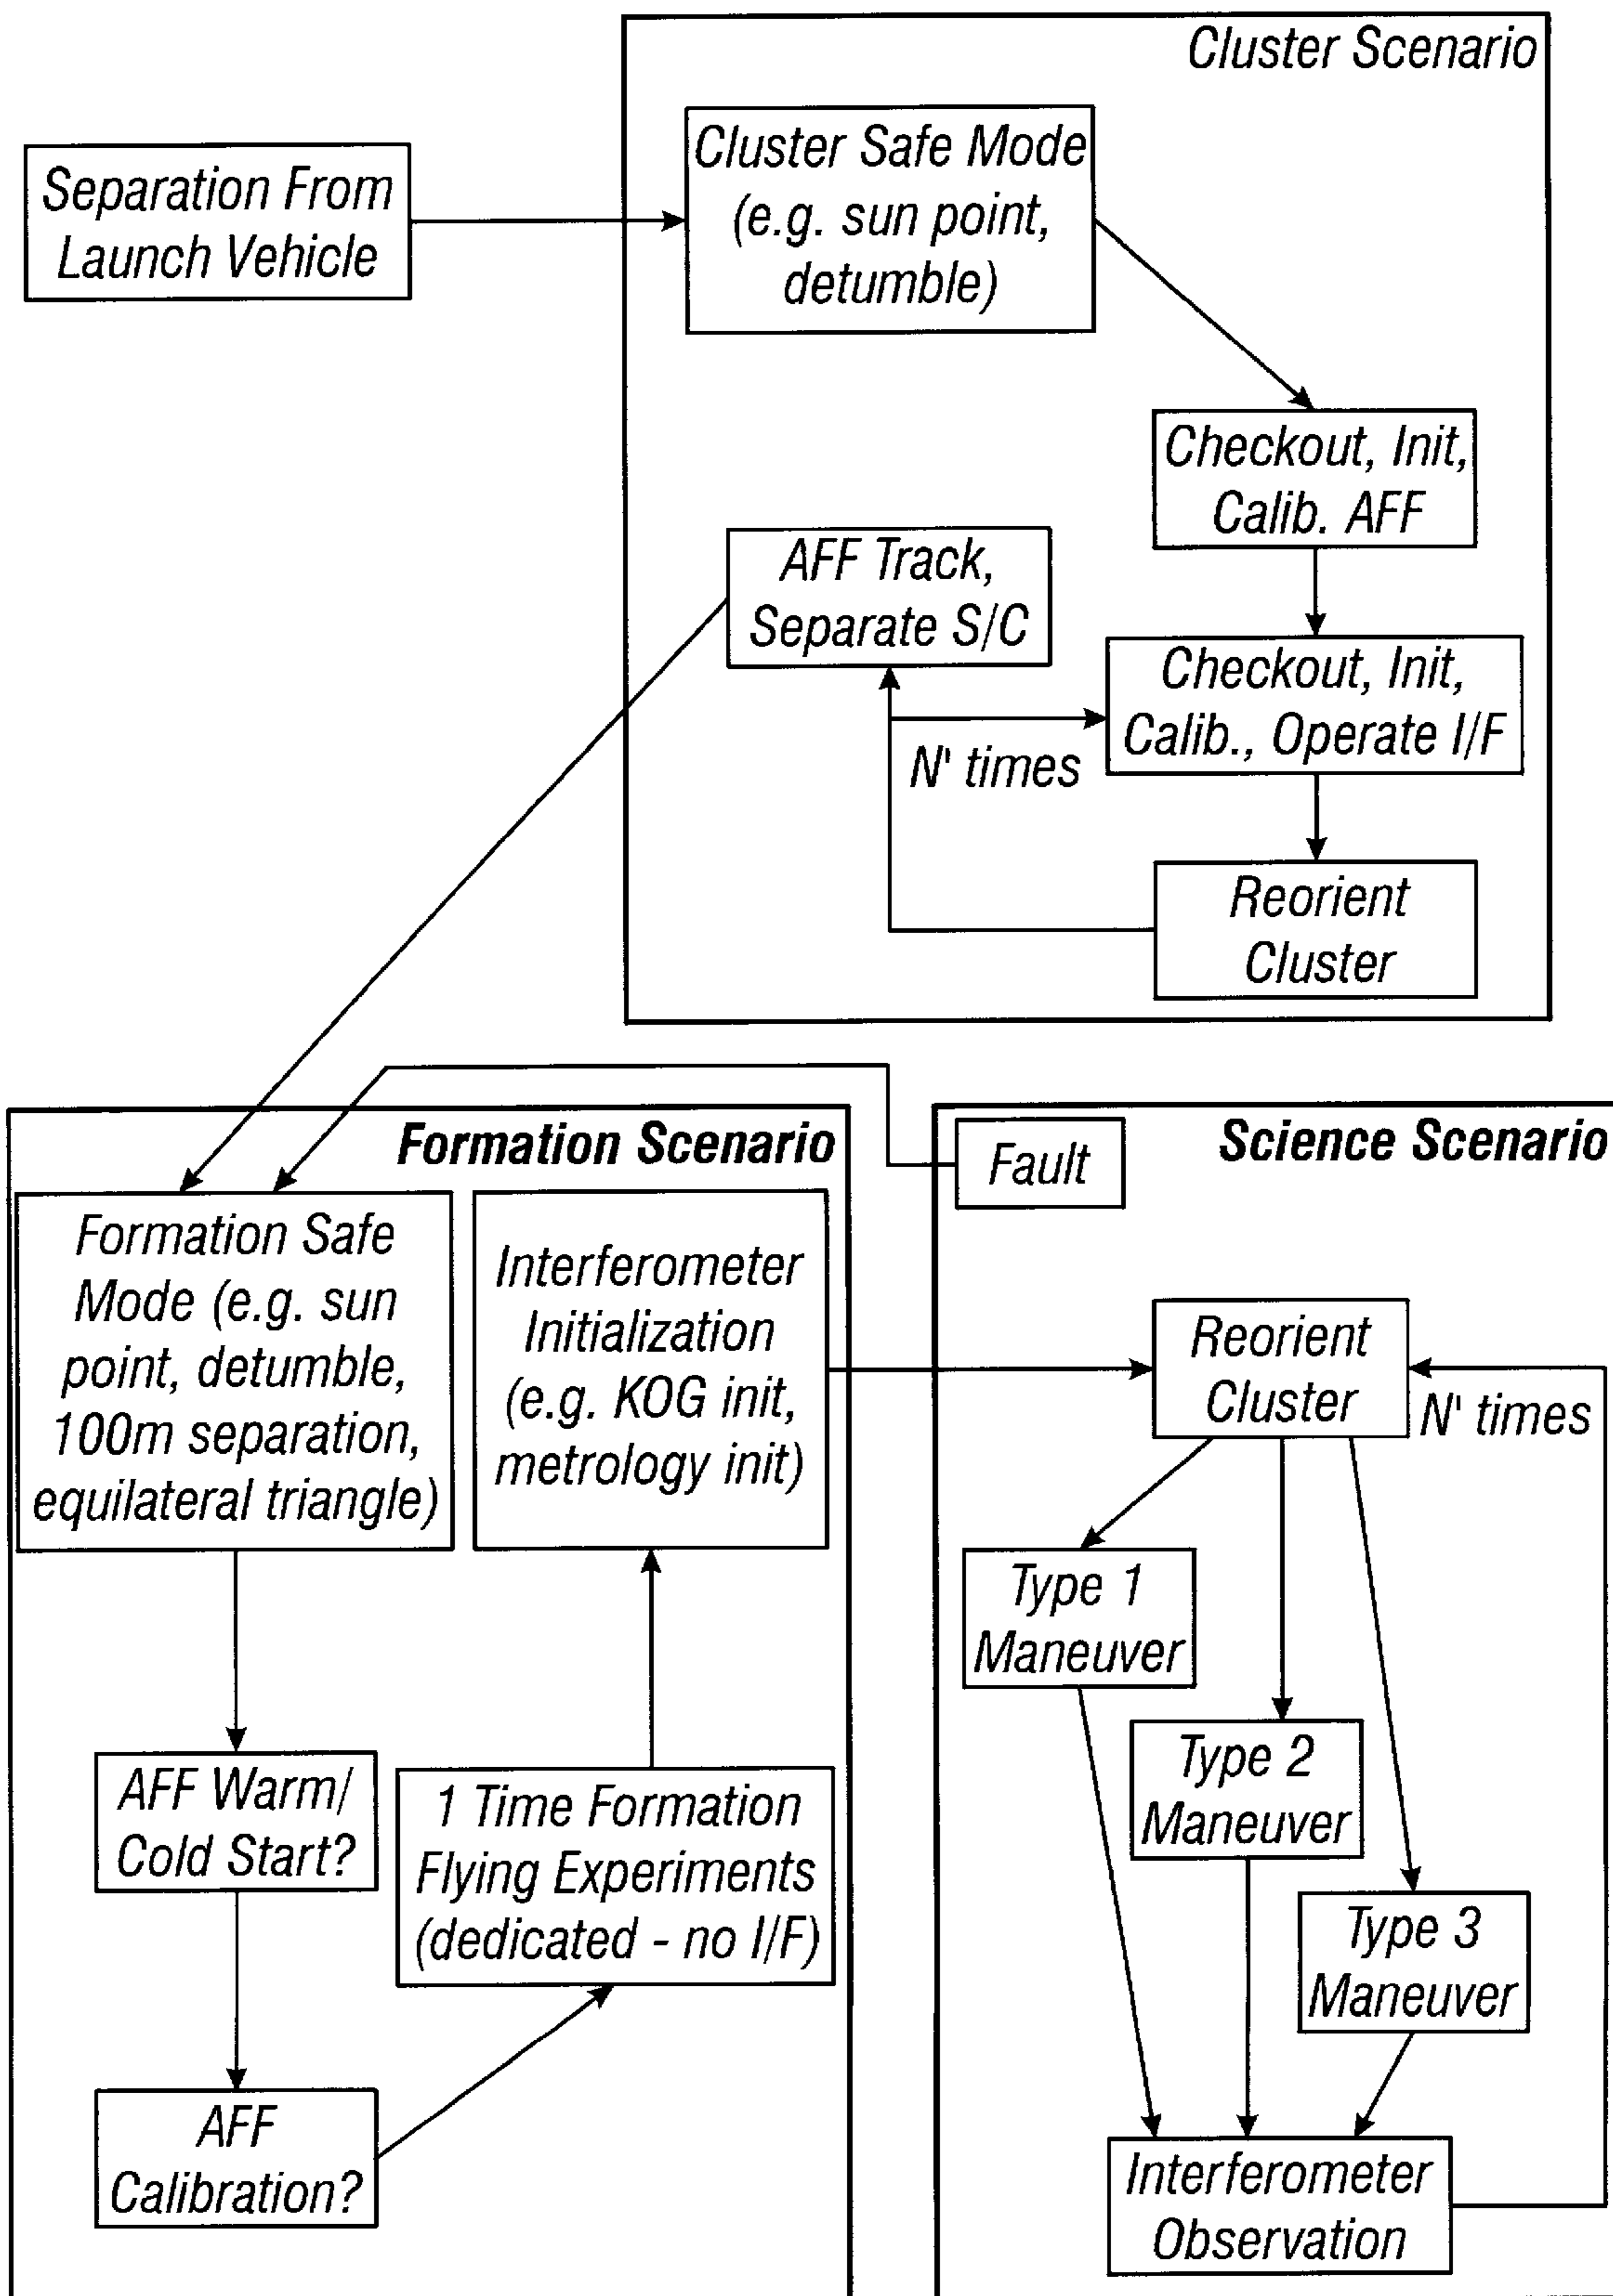 Cluster Scenario
Separation From
Launch Vehicle
Cluster Safe Mode
(e.g. sun point,
detumble)
Checkout, Init,
Calib. AFF
AFF Track,
Separate S/C
Checkout, Init,
Calib., Operate I/F
N' times
Reorient
Cluster
Formation Scenario
Formation Safe
Mode (e.g. sun
point, detumble,
100m separation,
equilateral triangle)
Interferometer
Initialization
(e.g. KOG init,
metrology init)
AFF Warm/
Cold Start?
1 Time Formation
Flying Experiments
(dedicated - no I/F)
AFF
Calibration?
Science Scenario
Fault
Reorient
Cluster
N' times
Type 1
Maneuver
Type 2
Maneuver
Type 3
Maneuver
Interferometer
Observation